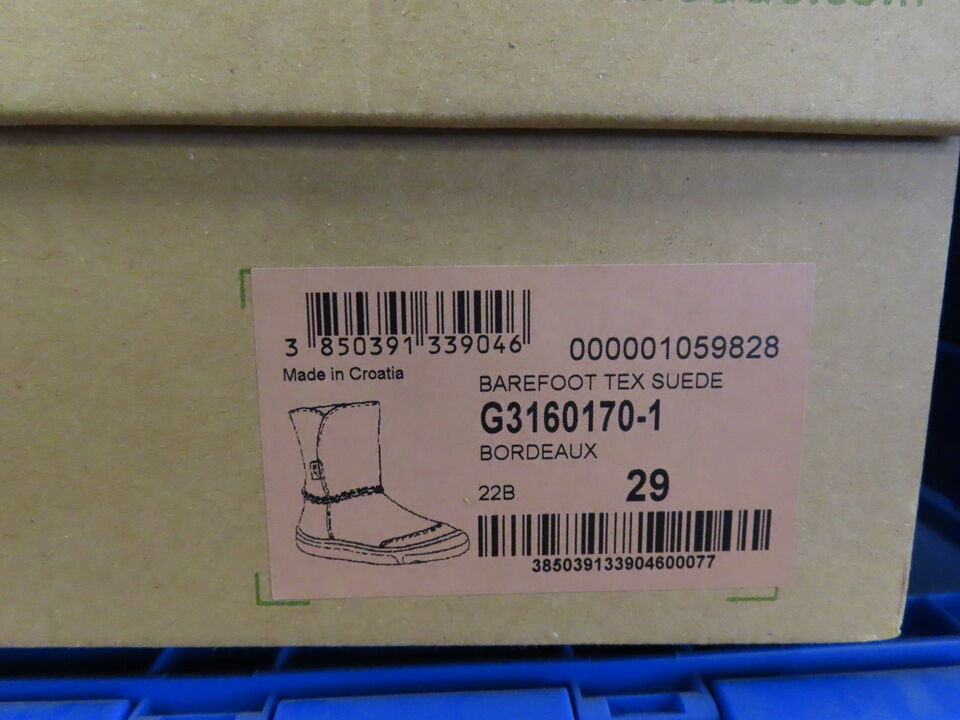 3 850391 339046
000001059828
Made in Croatia
BAREFOOT TEX SUEDE
G3160170-1
BORDEAUX
22B
29
385039133904600077